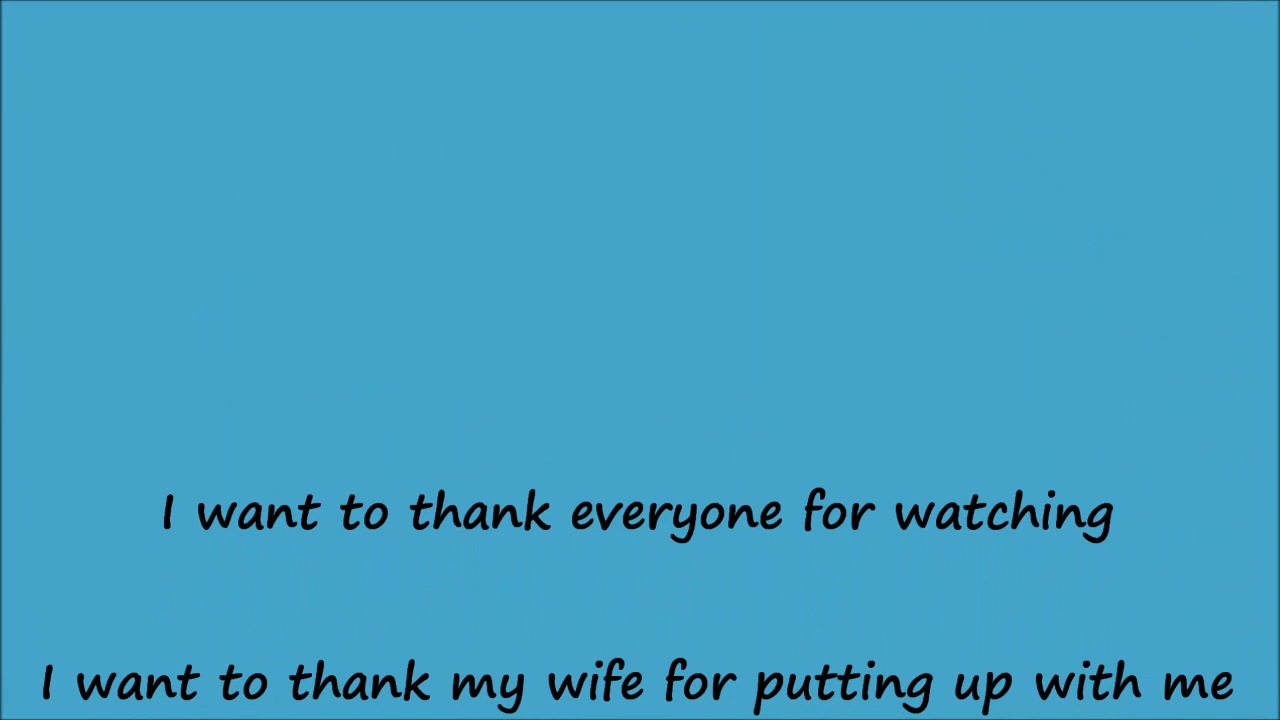 I want to thank everyone for watching
I want to thank my wife for putting up with me